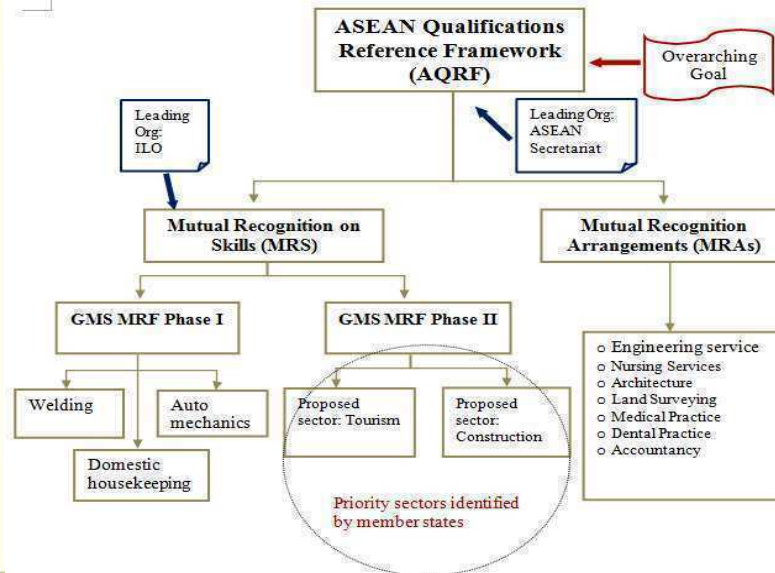 ASEAN Qualifications
Reference Framework
(AQRF)
Overarching
Goal
Leading
Org:
ILO
Leading Org:
ASEAN
Secretariat
Mutual Recognition on
Skills (MRS)
Mutual Recognition
Arrangements (MRAs)
GMS MRF Phase I
GMS MRF Phase II
Welding
Auto
mechanics
Domestic
housekeeping
Proposed
sector: Tourism
Proposed
sector:
Construction
Priority sectors identified
by member states
o Engineering service
o Nursing Services
o Architecture
o Land Surveying
o Medical Practice
o Dental Practice
o Accountancy